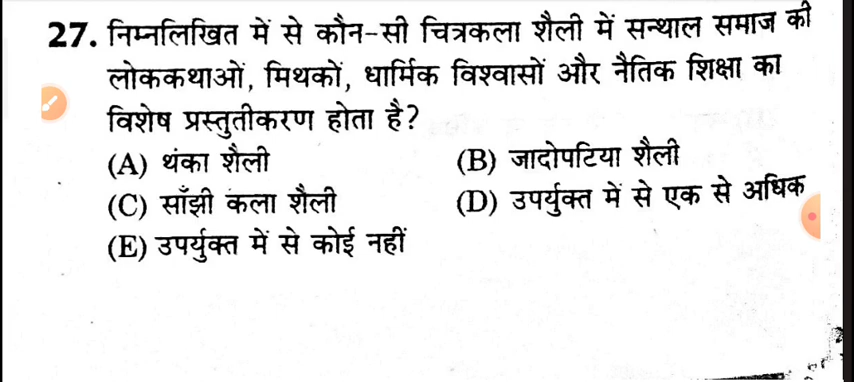 27. निम्नलिखित में से कौन-सी चित्रकला शैली में सन्थाल समाज की
लोककथाओं, मिथकों, धार्मिक विश्वासों और नैतिक शिक्षा का
विशेष प्रस्तुतीकरण होता है?
(A) थंका शैली (B) जादोपटिया शैली
(C) साँझी कला शैली (D) उपर्युक्त में से एक से अधिक
(E) उपर्युक्त में से कोई नहीं